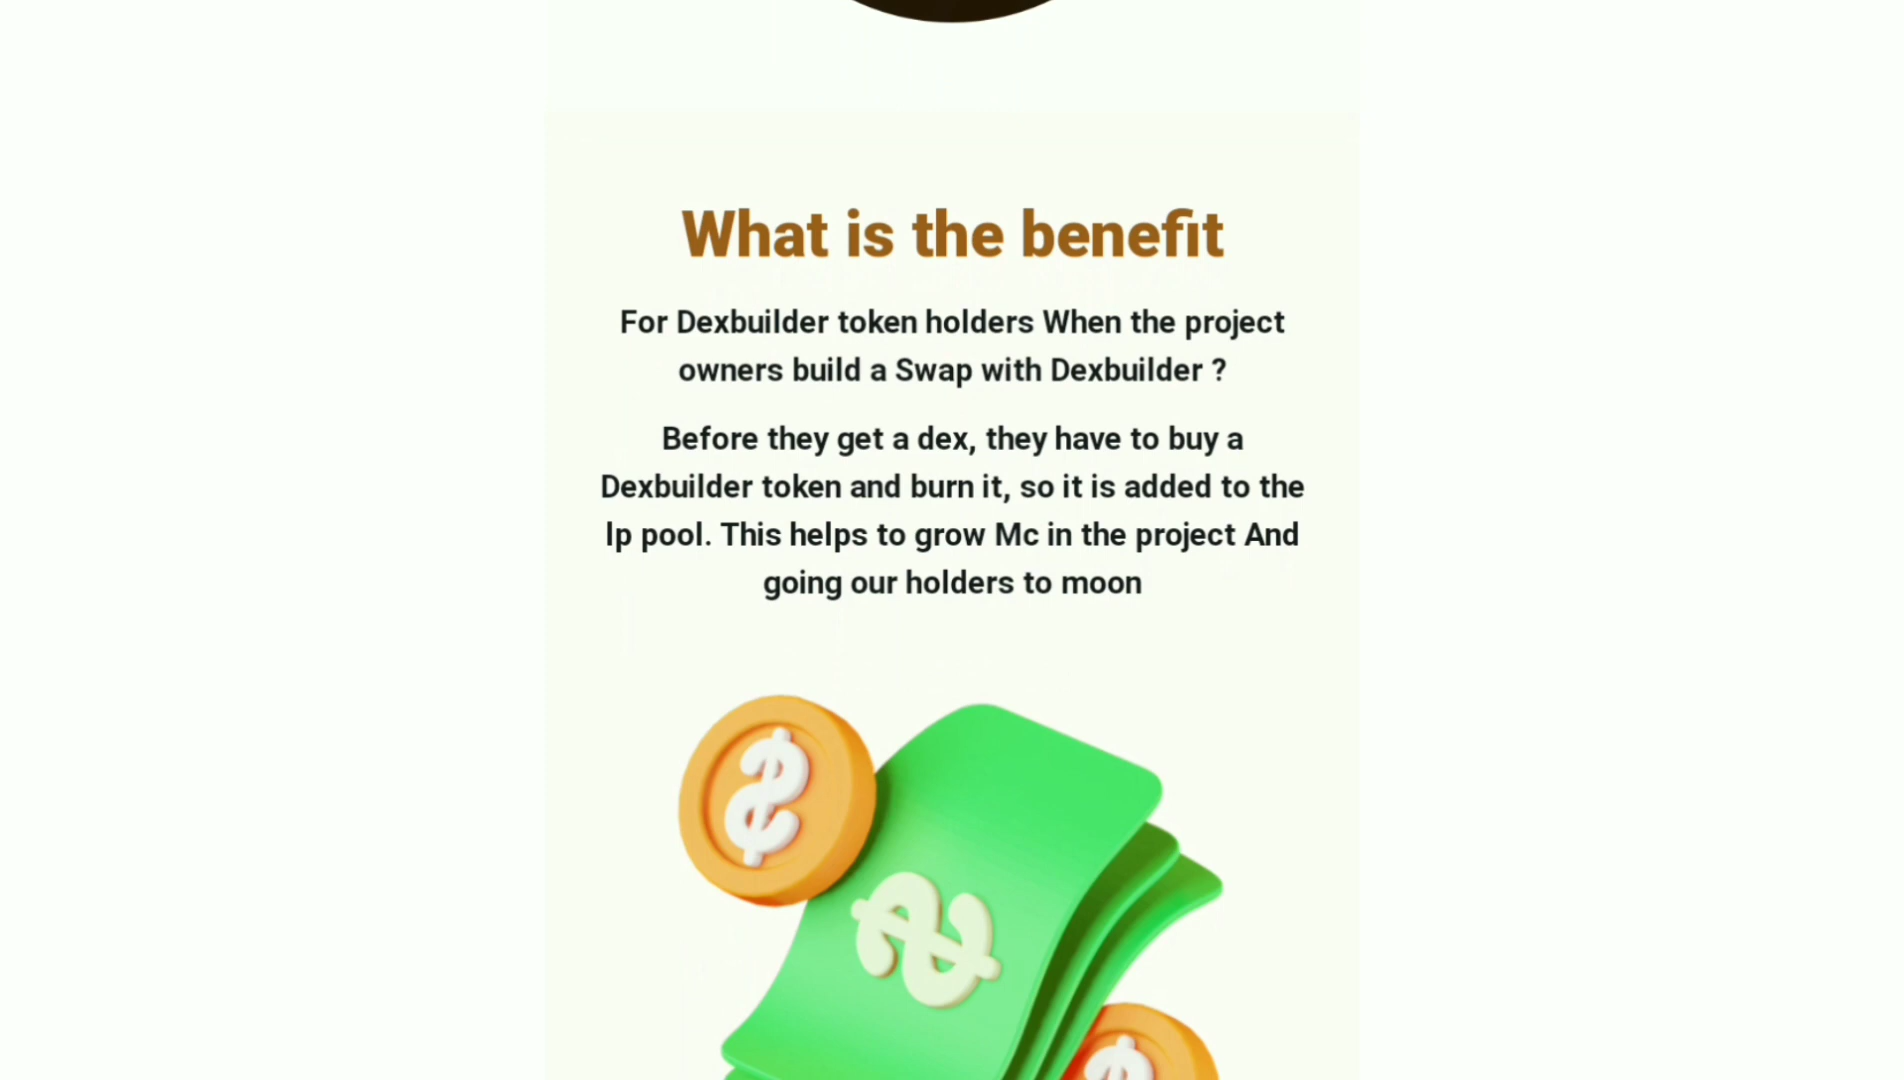 What is the benefit
For Dexbuilder token holders When the project
owners build a Swap with Dexbuilder ?
Before they get a dex, they have to buy a
Dexbuilder token and burn it, so it is added to the
lp pool. This helps to grow Mc in the project And
going our holders to moon